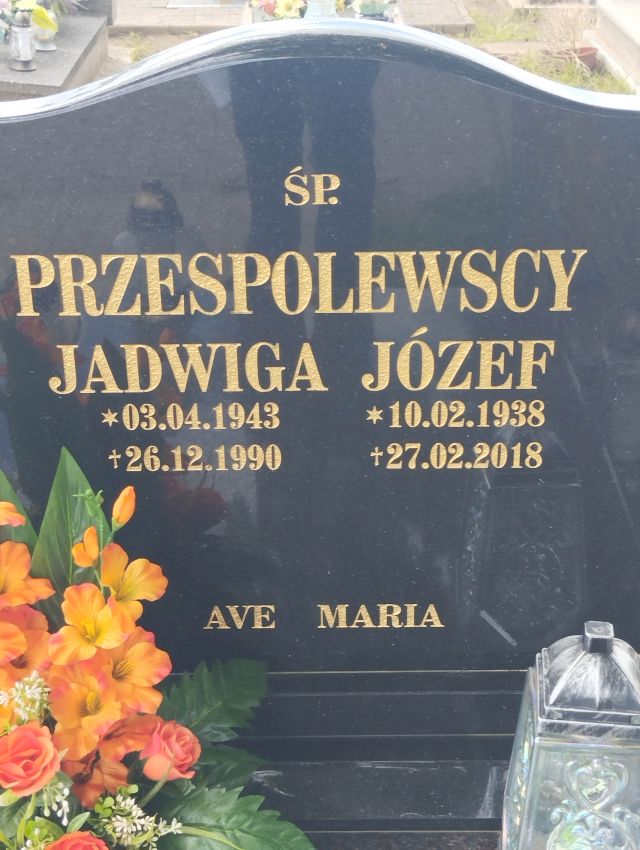 ŚP.
PRZESPOLEWSCY
JADWIGA JÓZEF
*03.04.1943 *10.02.1938
†26.12.1990 †27.02.2018
AVE MARIA